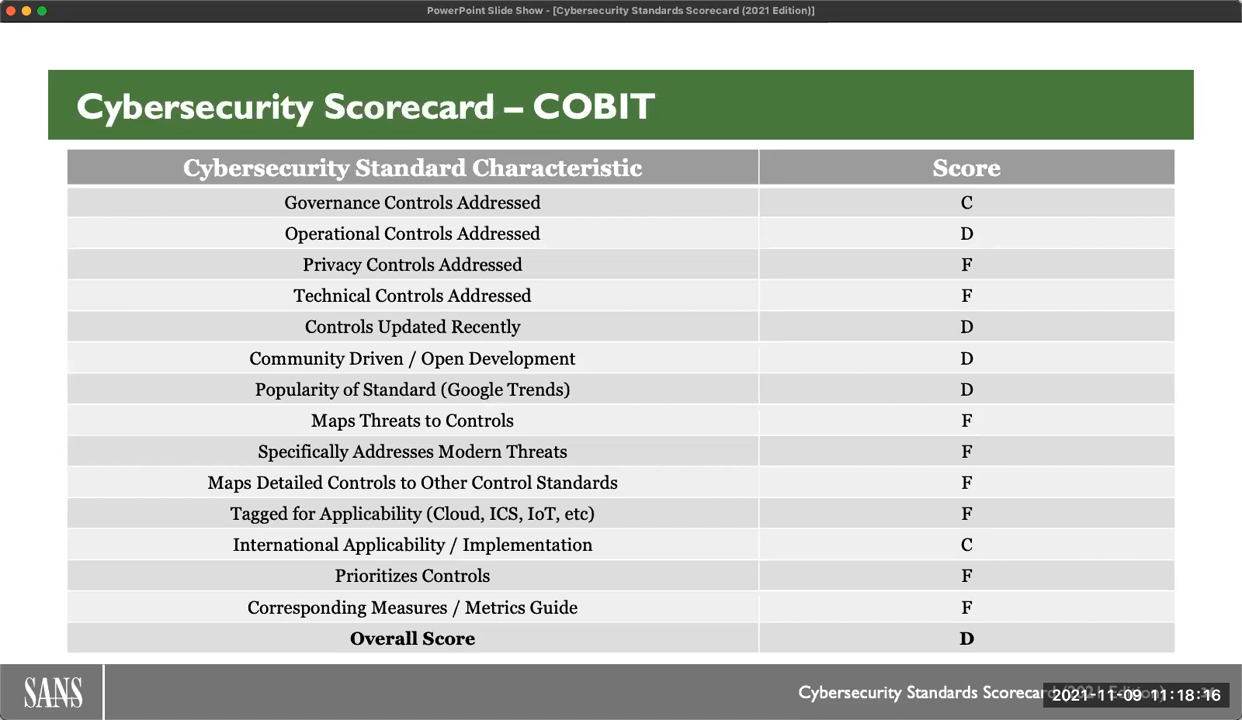 PowerPoint Slide Show - [Cybersecurity Standards Scorecard (2021 Edition)]
Cybersecurity Scorecard – COBIT
Cybersecurity Standard Characteristic Score
Governance Controls Addressed C
Operational Controls Addressed D
Privacy Controls Addressed F
Technical Controls Addressed F
Controls Updated Recently D
Community Driven / Open Development D
Popularity of Standard (Google Trends) D
Maps Threats to Controls F
Specifically Addresses Modern Threats F
Maps Detailed Controls to Other Control Standards F
Tagged for Applicability (Cloud, ICS, IoT, etc) F
International Applicability / Implementation C
Prioritizes Controls F
Corresponding Measures / Metrics Guide F
Overall Score D
SANS
Cybersecurity Standards Scorecard
2021-11-09 11:18:16